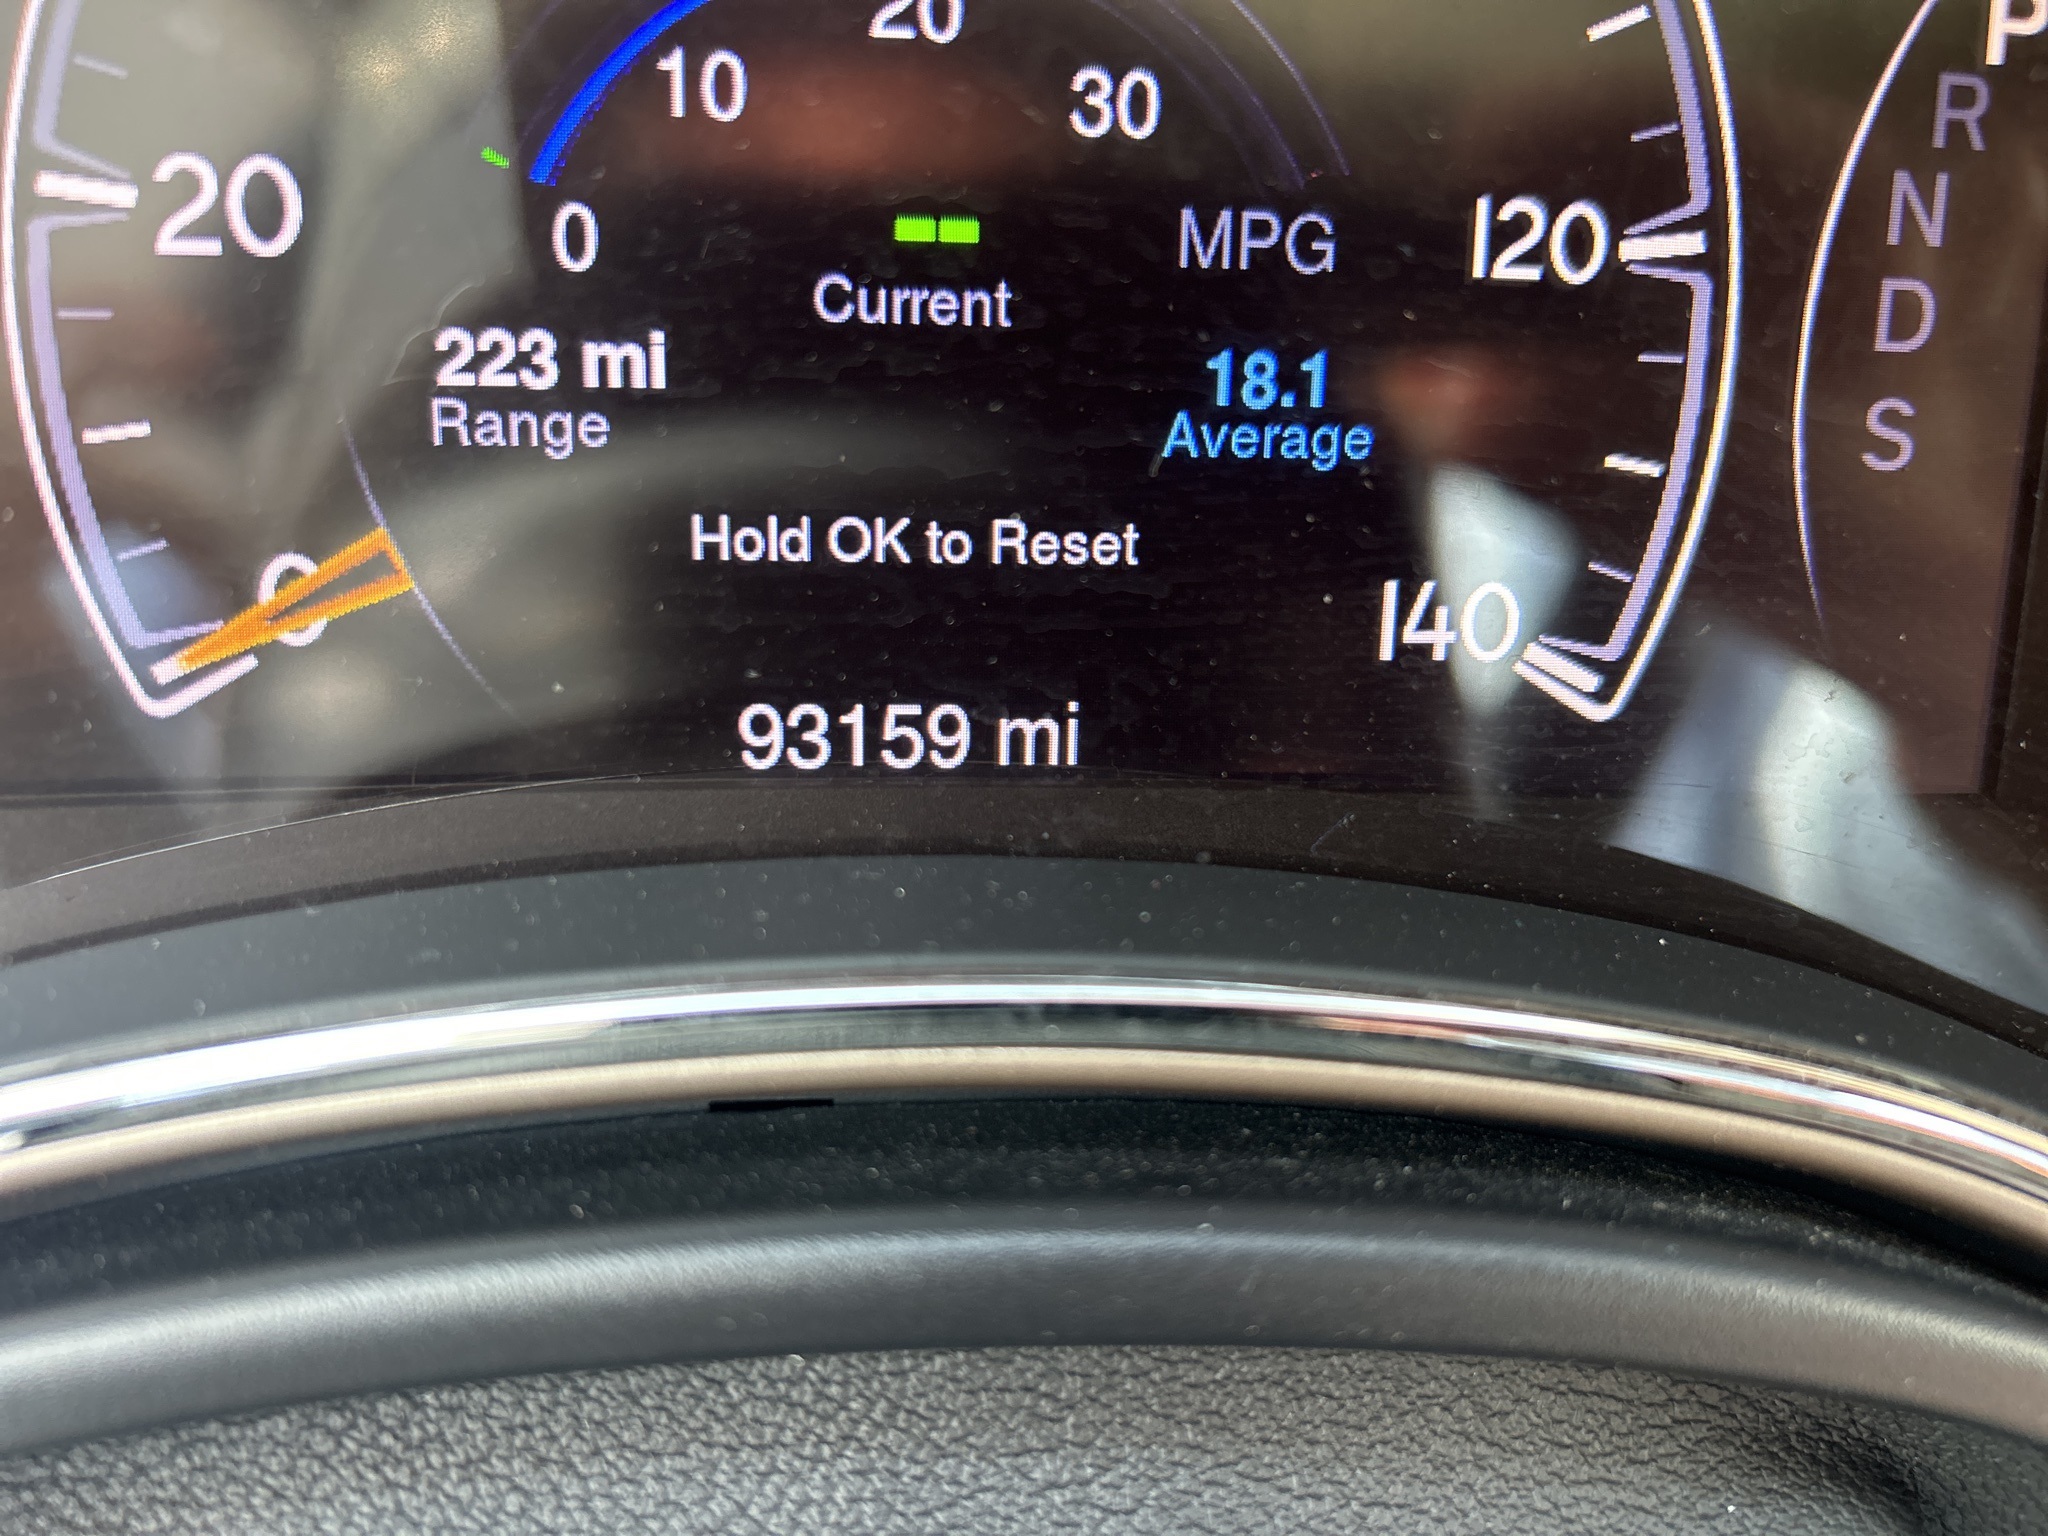 20
10
30
P
R
N
D
S
20
0
MPG
120
Current
223 mi
Range
18.1
Average
0
Hold OK to Reset
140
93159 mi